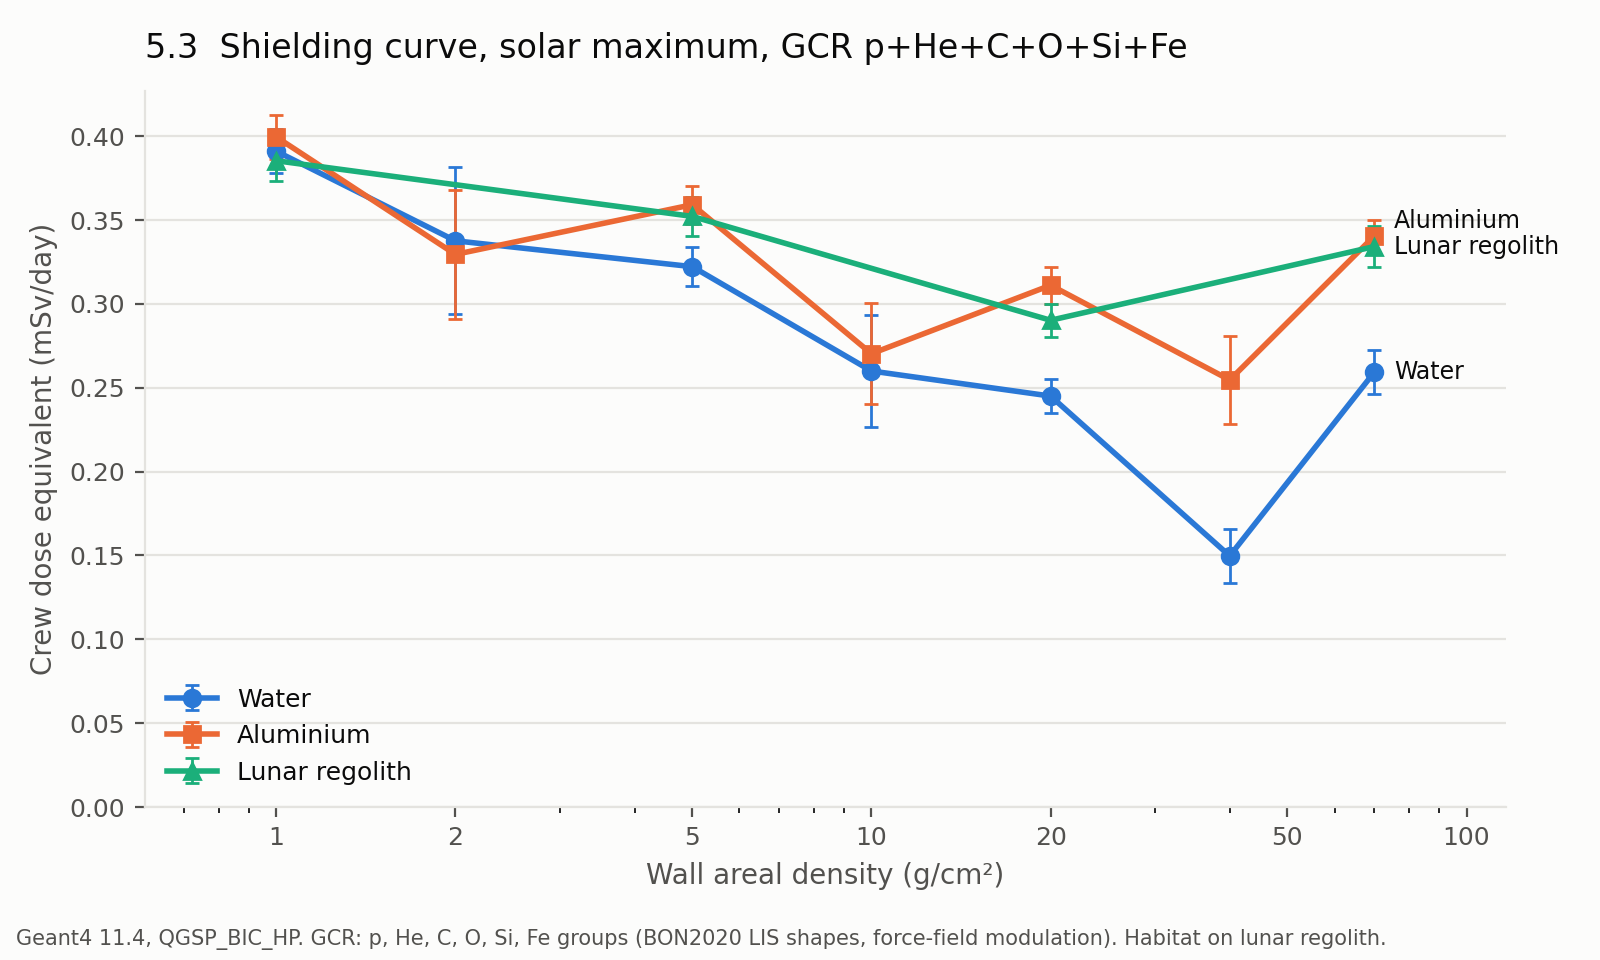 5.3  Shielding curve, solar maximum, GCR p+He+C+O+Si+Fe
Crew dose equivalent (mSv/day)
0.40
0.35
0.30
0.25
0.20
0.15
0.10
0.05
0.00
Aluminium
Lunar regolith
Water
Water
Aluminium
Lunar regolith
1 2 5 10 20 50 100
Wall areal density (g/cm²)
Geant4 11.4, QGSP_BIC_HP. GCR: p, He, C, O, Si, Fe groups (BON2020 LIS shapes, force-field modulation). Habitat on lunar regolith.